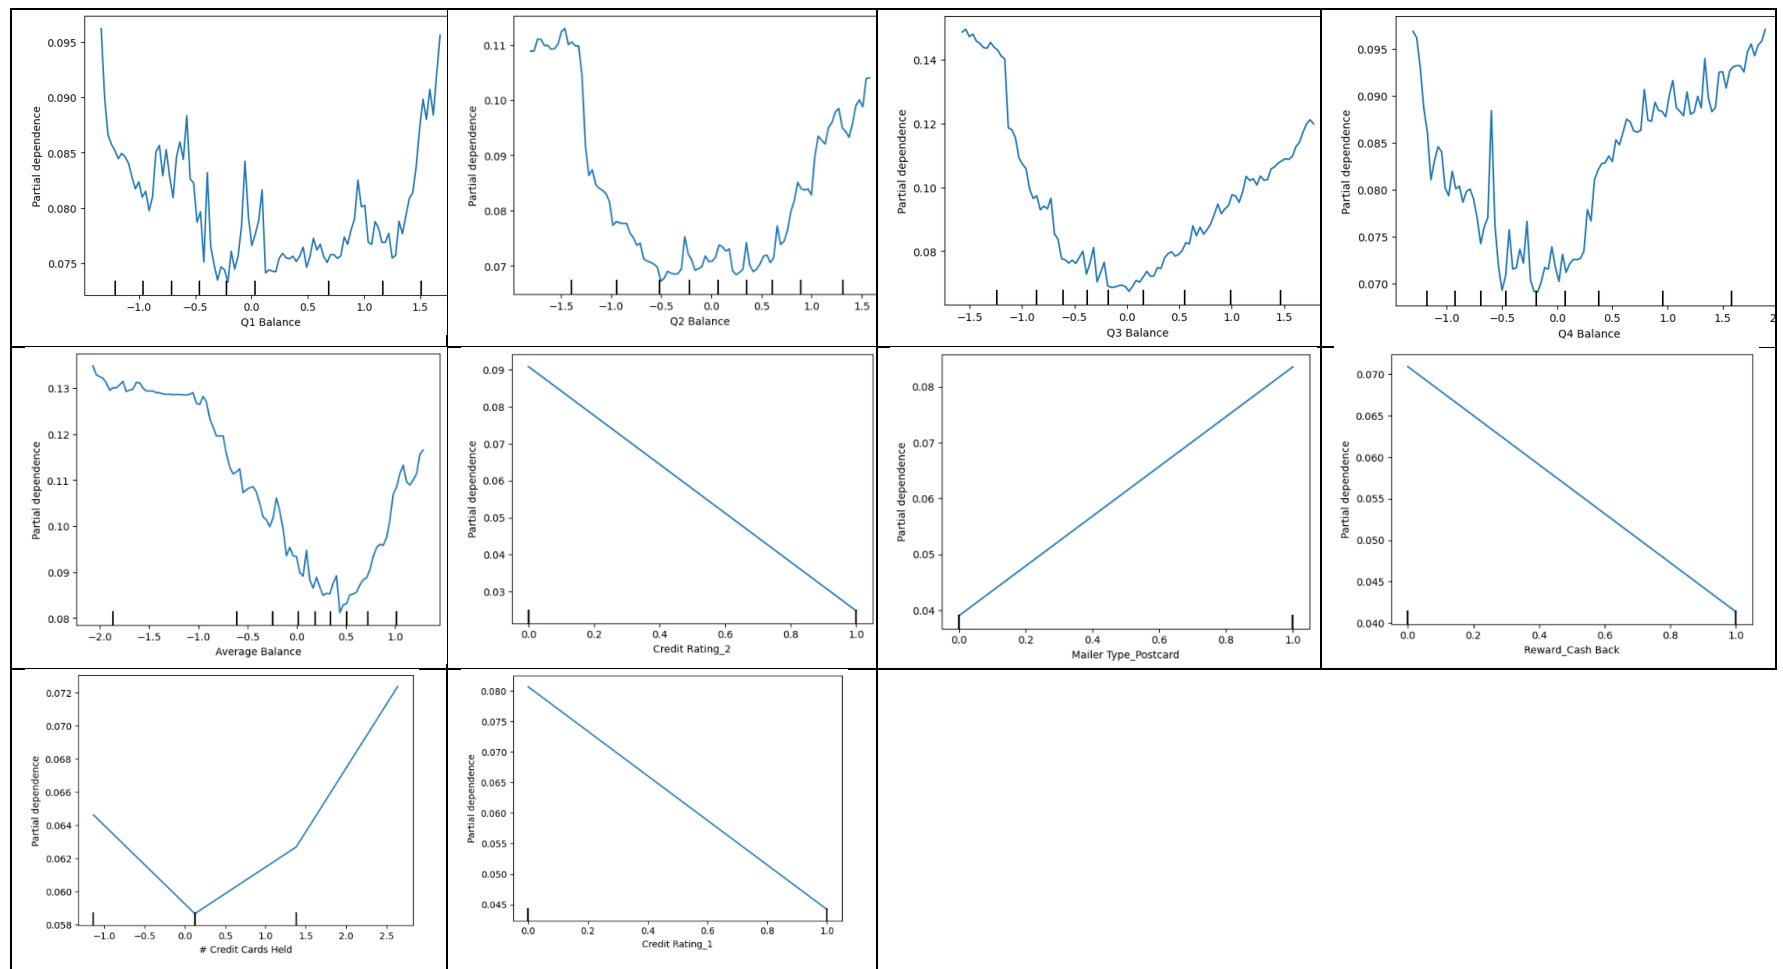 Partial dependence
0.095
0.090
0.085
0.080
0.075
−1.0 −0.5 0.0 0.5 1.0 1.5
Q1 Balance
Partial dependence
0.11
0.10
0.09
0.08
0.07
−1.5 −1.0 −0.5 0.0 0.5 1.0 1.5
Q2 Balance
Partial dependence
0.14
0.12
0.10
0.08
−1.5 −1.0 −0.5 0.0 0.5 1.0 1.5
Q3 Balance
Partial dependence
0.095
0.090
0.085
0.080
0.075
0.070
−1.0 −0.5 0.0 0.5 1.0 1.5 2
Q4 Balance
Partial dependence
0.13
0.12
0.11
0.10
0.09
0.08
−2.0 −1.5 −1.0 −0.5 0.0 0.5 1.0
Average Balance
Partial dependence
0.09
0.08
0.07
0.06
0.05
0.04
0.03
0.0 0.2 0.4 0.6 0.8 1.0
Credit Rating_2
Partial dependence
0.08
0.07
0.06
0.05
0.04
0.0 0.2 0.4 0.6 0.8 1.0
Mailer Type_Postcard
Partial dependence
0.070
0.065
0.060
0.055
0.050
0.045
0.040
0.0 0.2 0.4 0.6 0.8 1.0
Reward_Cash Back
Partial dependence
0.072
0.070
0.068
0.066
0.064
0.062
0.060
0.058
−1.0 −0.5 0.0 0.5 1.0 1.5 2.0 2.5
# Credit Cards Held
Partial dependence
0.080
0.075
0.070
0.065
0.060
0.055
0.050
0.045
0.0 0.2 0.4 0.6 0.8 1.0
Credit Rating_1